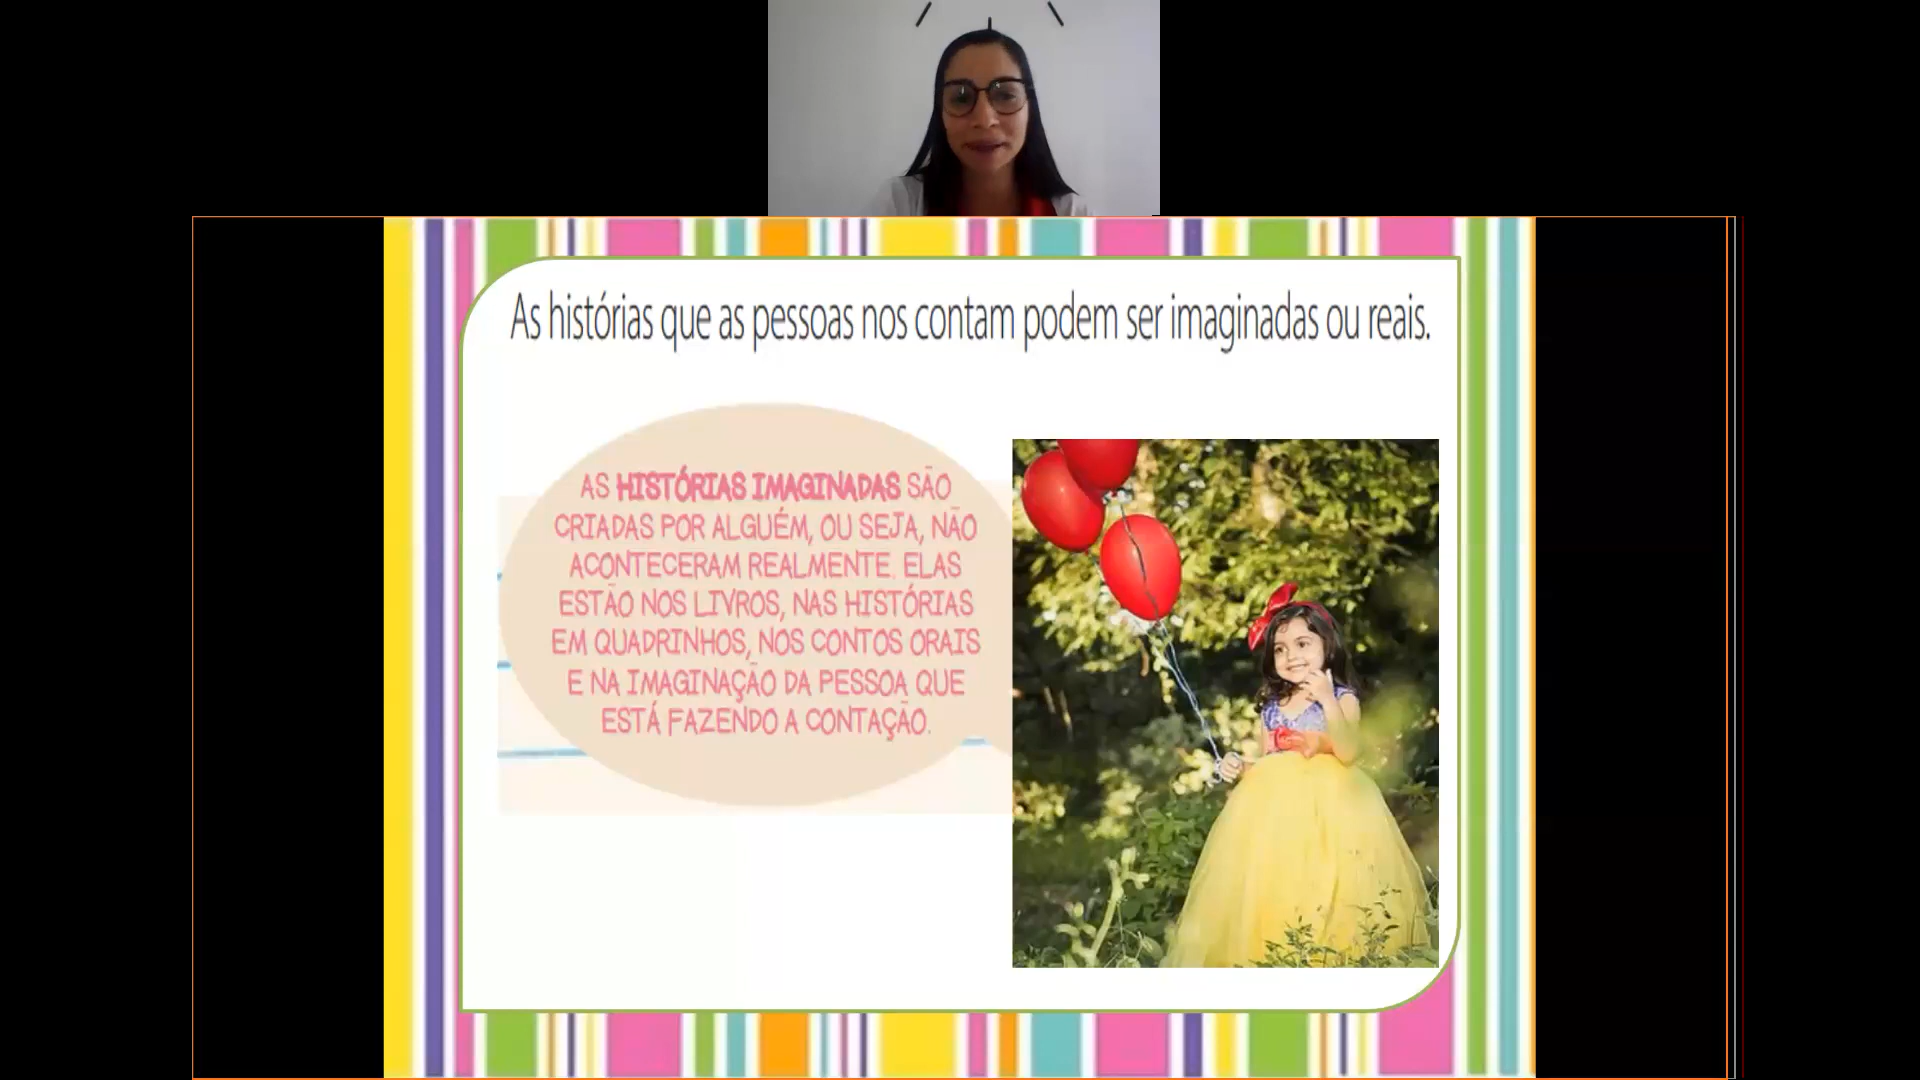 As histórias que as pessoas nos contam podem ser imaginadas ou reais.
AS HISTÓRIAS IMAGINADAS SÃO
CRIADAS POR ALGUÉM, OU SEJA, NÃO
ACONTECERAM REALMENTE. ELAS
ESTÃO NOS LIVROS, NAS HISTÓRIAS
EM QUADRINHOS, NOS CONTOS ORAIS
E NA IMAGINAÇÃO DA PESSOA QUE
ESTÁ FAZENDO A CONTAÇÃO.